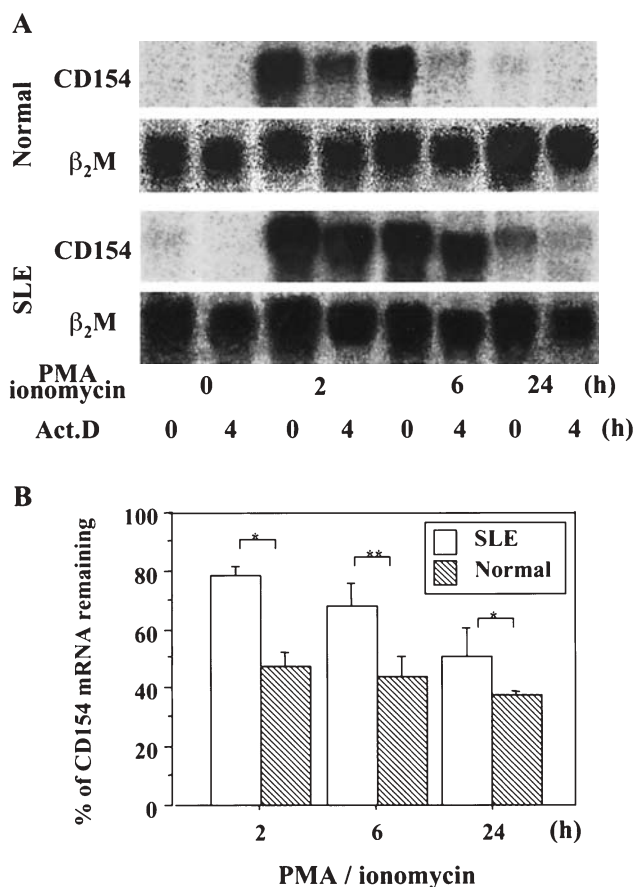 A
Normal
CD154
β₂M
SLE
CD154
β₂M
PMA
ionomycin 0 2 6 24 (h)
Act.D 0 4 0 4 0 4 0 4 (h)
B
% of CD154 mRNA remaining
100
80
60
40
20
0
* ** *
SLE
Normal
2 6 24 (h)
PMA / ionomycin